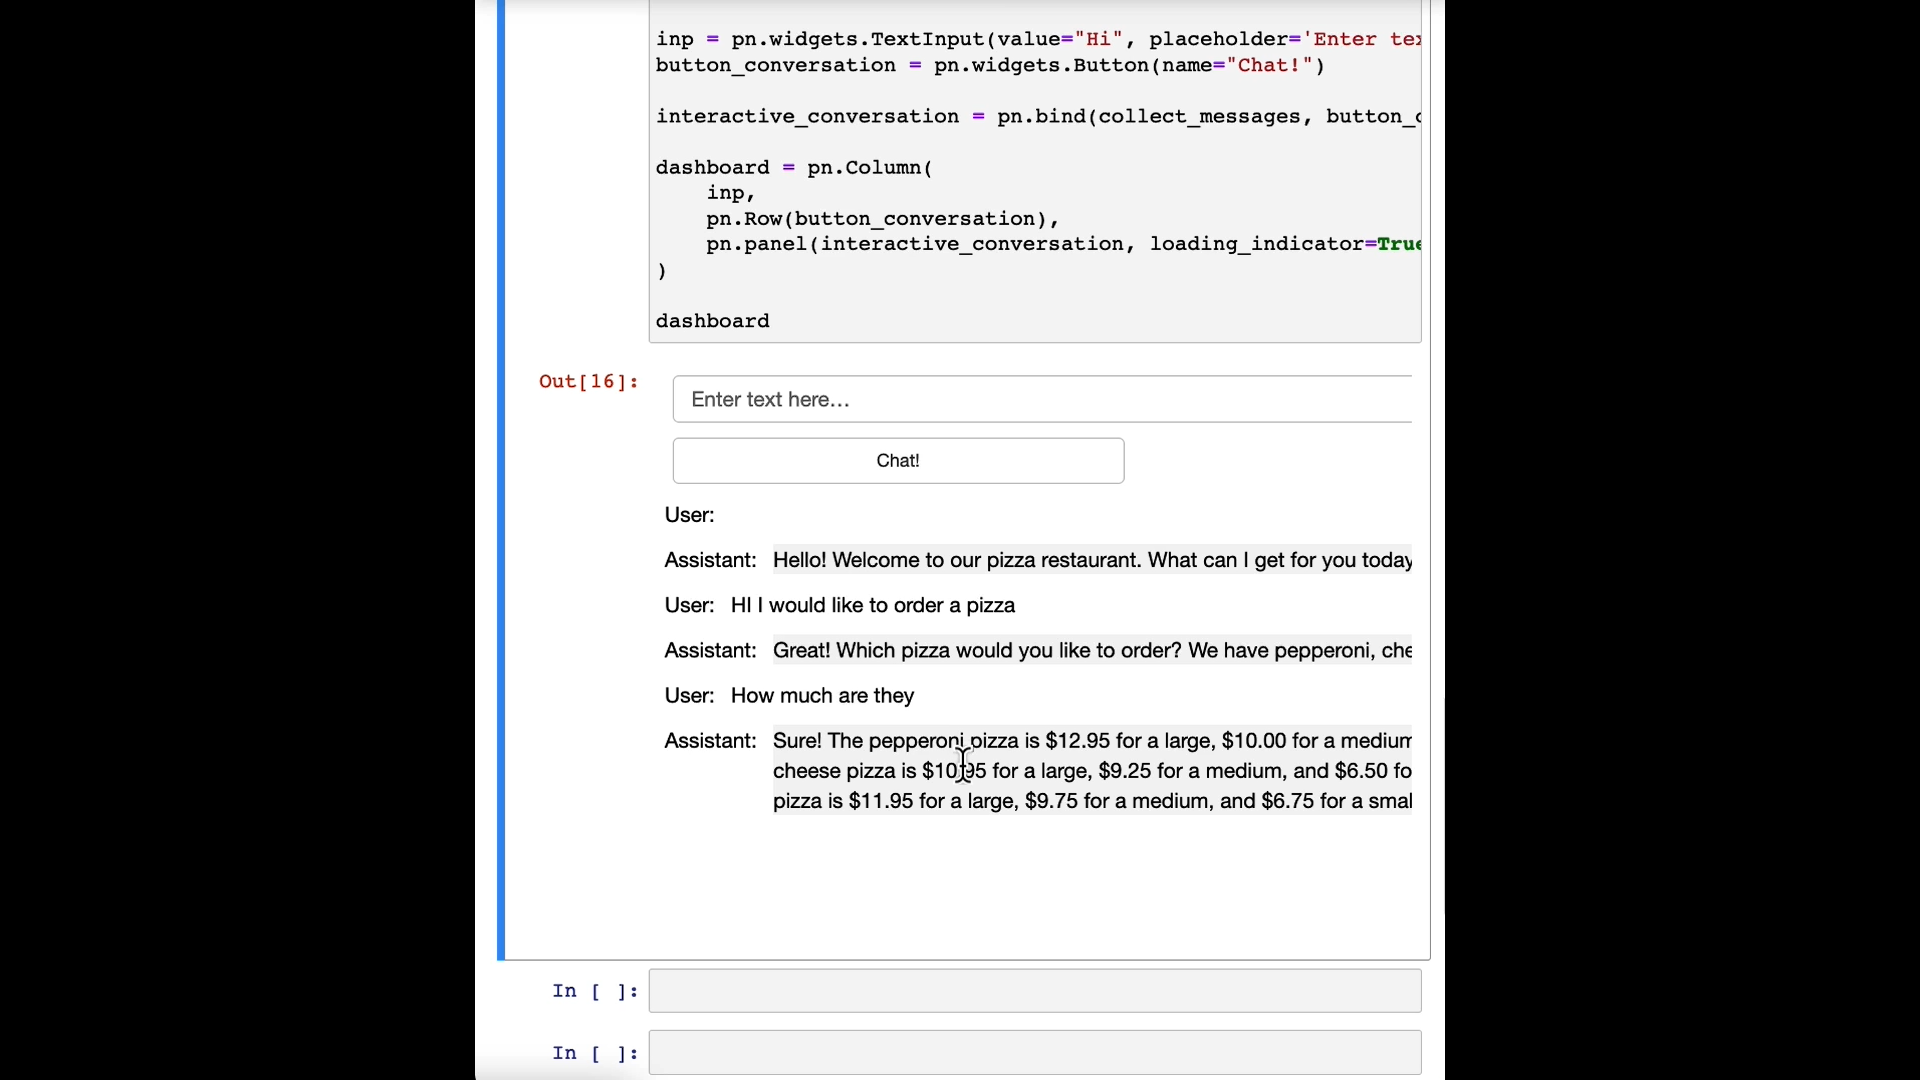 inp = pn.widgets.TextInput(value="Hi", placeholder='Enter tex
button_conversation = pn.widgets.Button(name="Chat!")
interactive_conversation = pn.bind(collect_messages, button_c
dashboard = pn.Column(
    inp,
    pn.Row(button_conversation),
    pn.panel(interactive_conversation, loading_indicator=True
)
dashboard
Out[16]:
Enter text here…
Chat!
User:
Assistant: Hello! Welcome to our pizza restaurant. What can I get for you today
User: HI I would like to order a pizza
Assistant: Great! Which pizza would you like to order? We have pepperoni, che
User: How much are they
Assistant: Sure! The pepperoni pizza is $12.95 for a large, $10.00 for a medium
cheese pizza is $10.95 for a large, $9.25 for a medium, and $6.50 fo
pizza is $11.95 for a large, $9.75 for a medium, and $6.75 for a smal
In [ ]:
In [ ]: